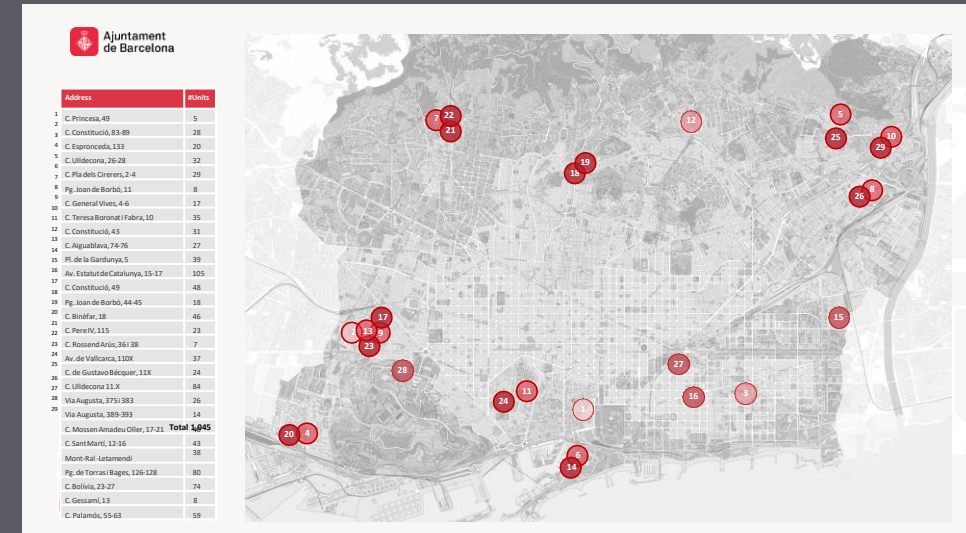 Ajuntament
de Barcelona
Address #Units
1
2
3
4
5
6
7
8
9
10
11
12
13
14
15
16
17
18
19
20
21
22
23
24
25
26
27
28
29
C. Princesa, 49 5
C. Constitució, 83-89 28
C. Espronceda, 133 20
C. Ulldecona, 26-28 32
C. Pla dels Cirerers, 2-4 29
Pg. Joan de Borbó, 11 8
C. General Vives, 4-6 17
C. Teresa Boronat i Fabra, 10 35
C. Constitució, 43 31
C. Aiguablava, 74-76 27
Pl. de la Gardunya, 5 39
Av. Estatut de Catalunya, 15-17 105
C. Constitució, 49 48
Pg. Joan de Borbó, 44-45 18
C. Binèfar, 18 46
C. Pere IV, 115 23
C. Rossend Arús, 36 i 38 7
Av. de Vallcarca, 110X 37
C. de Gustavo Bécquer, 11X 24
C. Ulldecona 11.X 84
Via Augusta, 375 i 383 26
Via Augusta, 389-393 14
C. Mossen Amadeu Oller, 17-21
Total 1,045
C. Sant Martí, 12-16 43
Mont-Ral -Letamendi 38
Pg. de Torras i Bages, 126-128 80
C. Bolívia, 23-27 74
C. Gessamí, 13 8
C. Palamós, 55-63 59
7
22
21
12
5
25
10
29
19
18
8
26
17
2
13
9
23
28
15
27
11
24
1
16
3
20
4
6
14